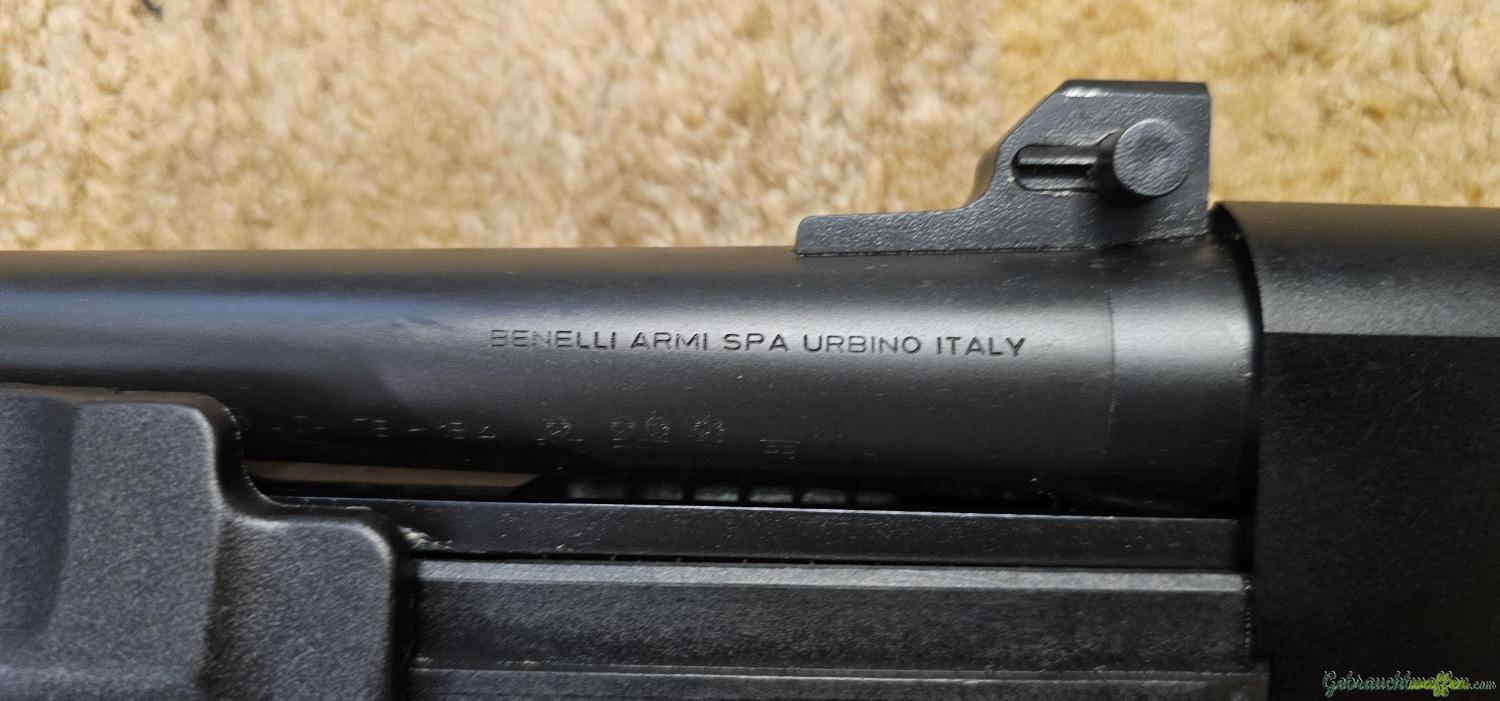 BENELLI ARMI SPA URBINO ITALY
Gebrauchtwaffen.com